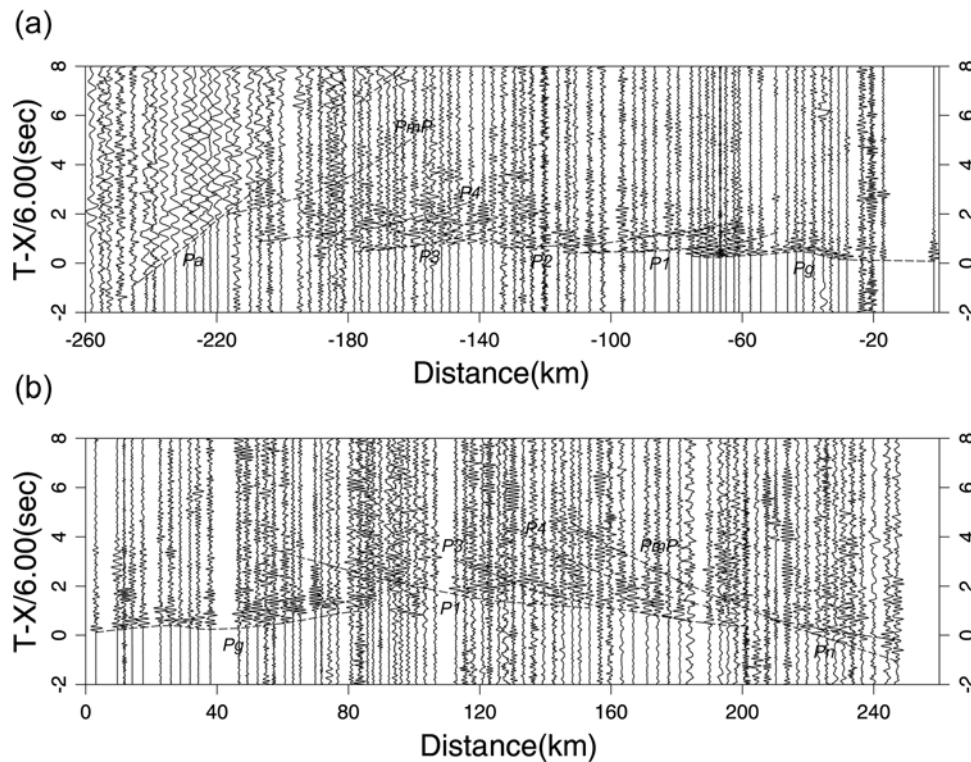 (a)
T-X/6.00(sec)
8
6
4
2
0
-2
8
6
4
2
0
-2
PmP
P4
Pa
P3
P2
P1
Pg
-260
-220
-180
-140
-100
-60
-20
Distance(km)
(b)
T-X/6.00(sec)
8
6
4
2
0
-2
8
6
4
2
0
-2
P3
P4
PmP
P1
Pg
Pn
0
40
80
120
160
200
240
Distance(km)